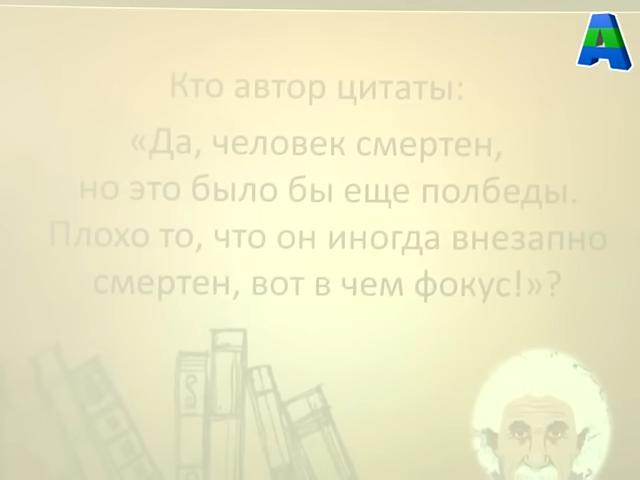 A
Кто автор цитаты:
«Да, человек смертен,
но это было бы еще полбеды.
Плохо то, что он иногда внезапно
смертен, вот в чем фокус!»?